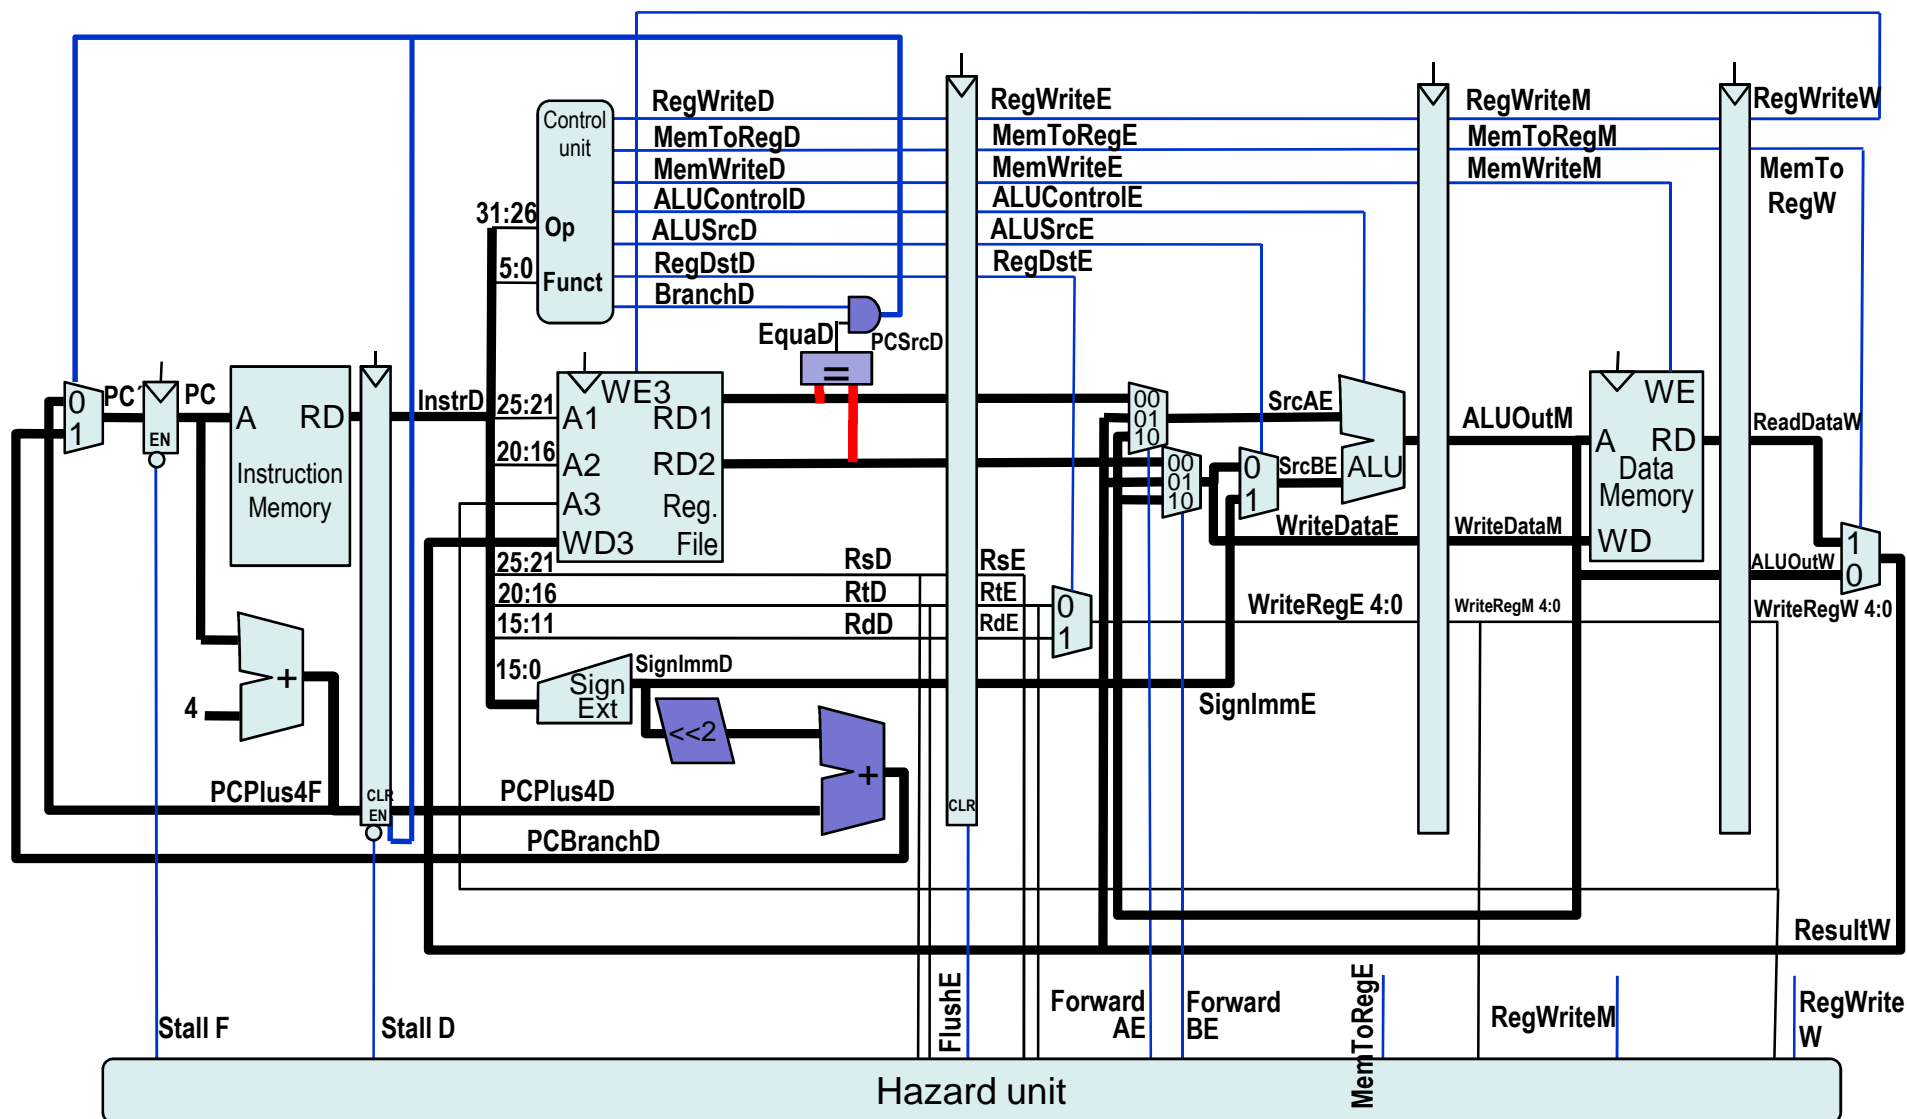 RegWriteD
RegWriteE
RegWriteM
RegWriteW
Control
unit
MemToRegD
MemToRegE
MemToRegM
MemWriteD
MemWriteE
MemWriteM
MemTo
RegW
ALUControlD
ALUControlE
31:26
Op
ALUSrcD
ALUSrcE
RegDstD
RegDstE
5:0
Funct
BranchD
EquaD
PCSrcD
=
0
1
PC´
EN
PC
A
RD
Instruction
Memory
InstrD
25:21
20:16
WE3
A1
RD1
A2
RD2
A3
Reg.
WD3
File
00
01
10
00
01
10
SrcAE
0
1
SrcBE
ALU
ALUOutM
WE
A
RD
Data
Memory
WD
ReadDataW
WriteDataE
WriteDataM
1
0
ALUOutW
25:21
RsD
RsE
20:16
RtD
RtE
15:11
RdD
RdE
0
1
WriteRegE 4:0
WriteRegM 4:0
WriteRegW 4:0
15:0
Sign
Ext
SignImmD
SignImmE
+
4
<<2
+
PCPlus4F
CLR
EN
PCPlus4D
CLR
PCBranchD
ResultW
Stall F
Stall D
FlushE
Forward
AE
Forward
BE
MemToRegE
RegWriteM
RegWrite
W
Hazard unit